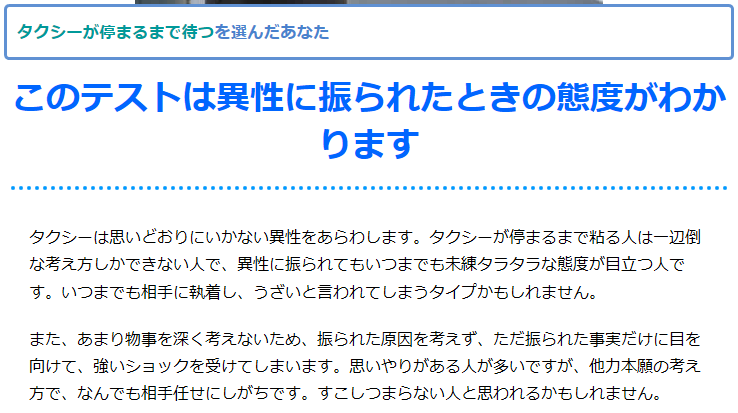 タクシーが停まるまで待つを選んだあなた
このテストは異性に振られたときの態度がわか
ります
タクシーは思いどおりにいかない異性をあらわします。タクシーが停まるまで粘る人は一辺倒
な考え方しかできない人で、異性に振られてもいつまでも未練タラタラな態度が目立つ人で
す。いつまでも相手に執着し、うざいと言われてしまうタイプかもしれません。
また、あまり物事を深く考えないため、振られた原因を考えず、ただ振られた事実だけに目を
向けて、強いショックを受けてしまいます。思いやりがある人が多いですが、他力本願の考え
方で、なんでも相手任せにしがちです。すこしつまらない人と思われるかもしれません。